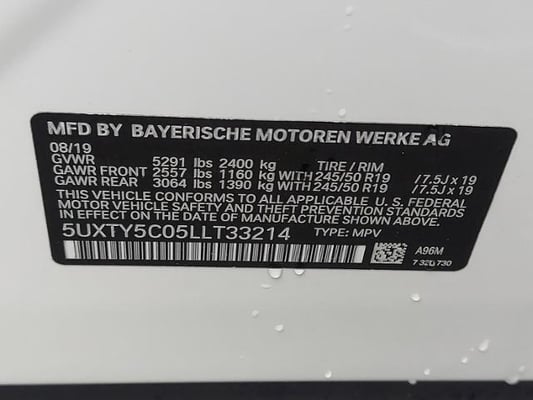 MFD BY BAYERISCHE MOTOREN WERKE AG
08/19
GVWR 5291 lbs 2400 kg TIRE / RIM
GAWR FRONT 2557 lbs 1160 kg WITH 245/50 R19 /7.5J x 19
GAWR REAR 3064 lbs 1390 kg WITH 245/50 R19 /7.5J x 19
THIS VEHICLE CONFORMS TO ALL APPLICABLE U. S. FEDERAL
MOTOR VEHICLE SAFETY, BUMPER, AND THEFT PREVENTION
STANDARDS IN EFFECT ON THE DATE OF MANUFACTURE SHOWN ABOVE.
5UXTY5C05LLT33214 TYPE: MPV
A96M
7 320 730